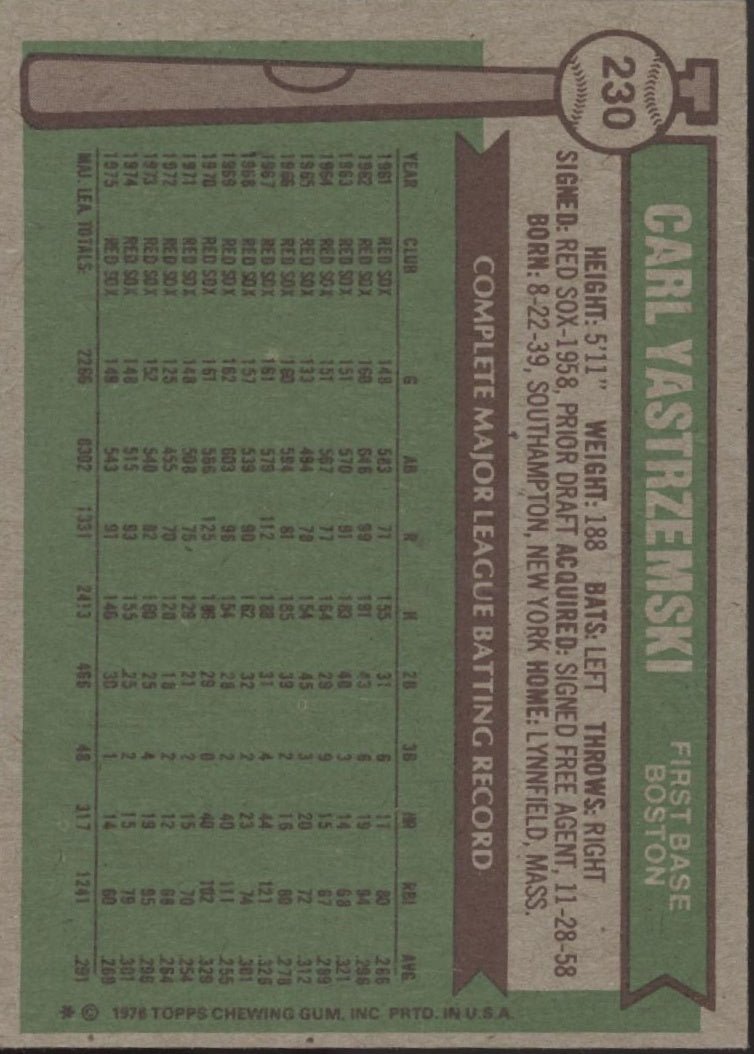 230
CARL YASTRZEMSKI
FIRST BASE
BOSTON
HEIGHT: 5'11" WEIGHT: 188 BATS: LEFT THROWS: RIGHT
SIGNED: RED SOX-1958, PRIOR DRAFT ACQUIRED: SIGNED FREE AGENT, 11-28-58
BORN: 8-22-39, SOUTHAMPTON, NEW YORK HOME: LYNNFIELD, MASS.
COMPLETE MAJOR LEAGUE BATTING RECORD
YEAR CLUB G AB R H 2B 3B HR RBI AVG
1961 RED SOX 148 583 71 155 31 6 11 80 .266
1962 RED SOX 160 646 99 191 43 6 19 94 .296
1963 RED SOX 151 570 91 183 40 3 14 68 .321
1964 RED SOX 151 567 77 164 29 9 15 67 .289
1965 RED SOX 133 494 78 154 45 3 20 72 .312
1966 RED SOX 160 594 81 165 39 2 16 80 .278
1967 RED SOX 161 579 112 189 31 4 44 121 .326
1968 RED SOX 157 539 90 162 32 2 23 74 .301
1969 RED SOX 162 603 96 154 28 2 40 111 .255
1970 RED SOX 161 566 125 186 29 0 40 102 .329
1971 RED SOX 148 508 75 129 21 2 15 70 .254
1972 RED SOX 125 455 70 120 18 2 12 68 .264
1973 RED SOX 152 540 82 160 25 4 19 95 .296
1974 RED SOX 148 515 93 155 25 2 15 79 .301
1975 RED SOX 149 543 91 146 30 1 14 60 .269
MAJ. LEA. TOTALS: 2266 8302 1331 2413 466 48 317 1241 .291
* © 1976 TOPPS CHEWING GUM, INC PRTD. IN U.S.A.